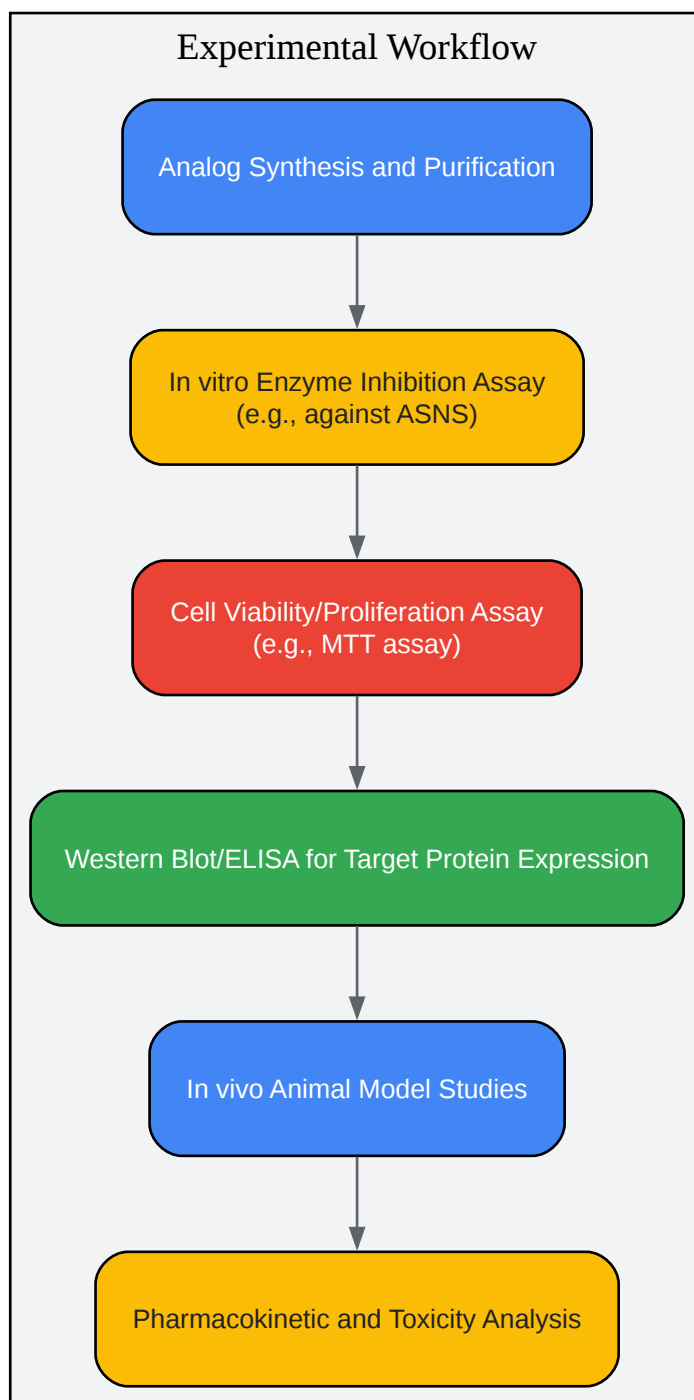 Experimental Workflow
Analog Synthesis and Purification
In vitro Enzyme Inhibition Assay
(e.g., against ASNS)
Cell Viability/Proliferation Assay
(e.g., MTT assay)
Western Blot/ELISA for Target Protein Expression
In vivo Animal Model Studies
Pharmacokinetic and Toxicity Analysis